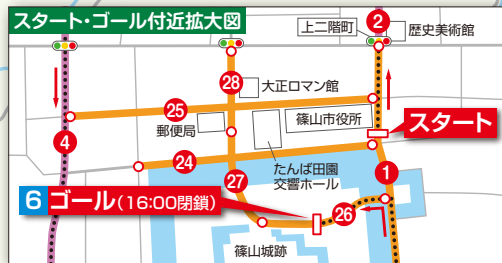 スタート・ゴール付近拡大図
上二階町
2
歴史美術館
28
大正ロマン館
25
4
郵便局
篠山市役所
スタート
24
たんば田園
交響ホール
27
1
6 ゴール(16:00閉鎖)
26
篠山城跡